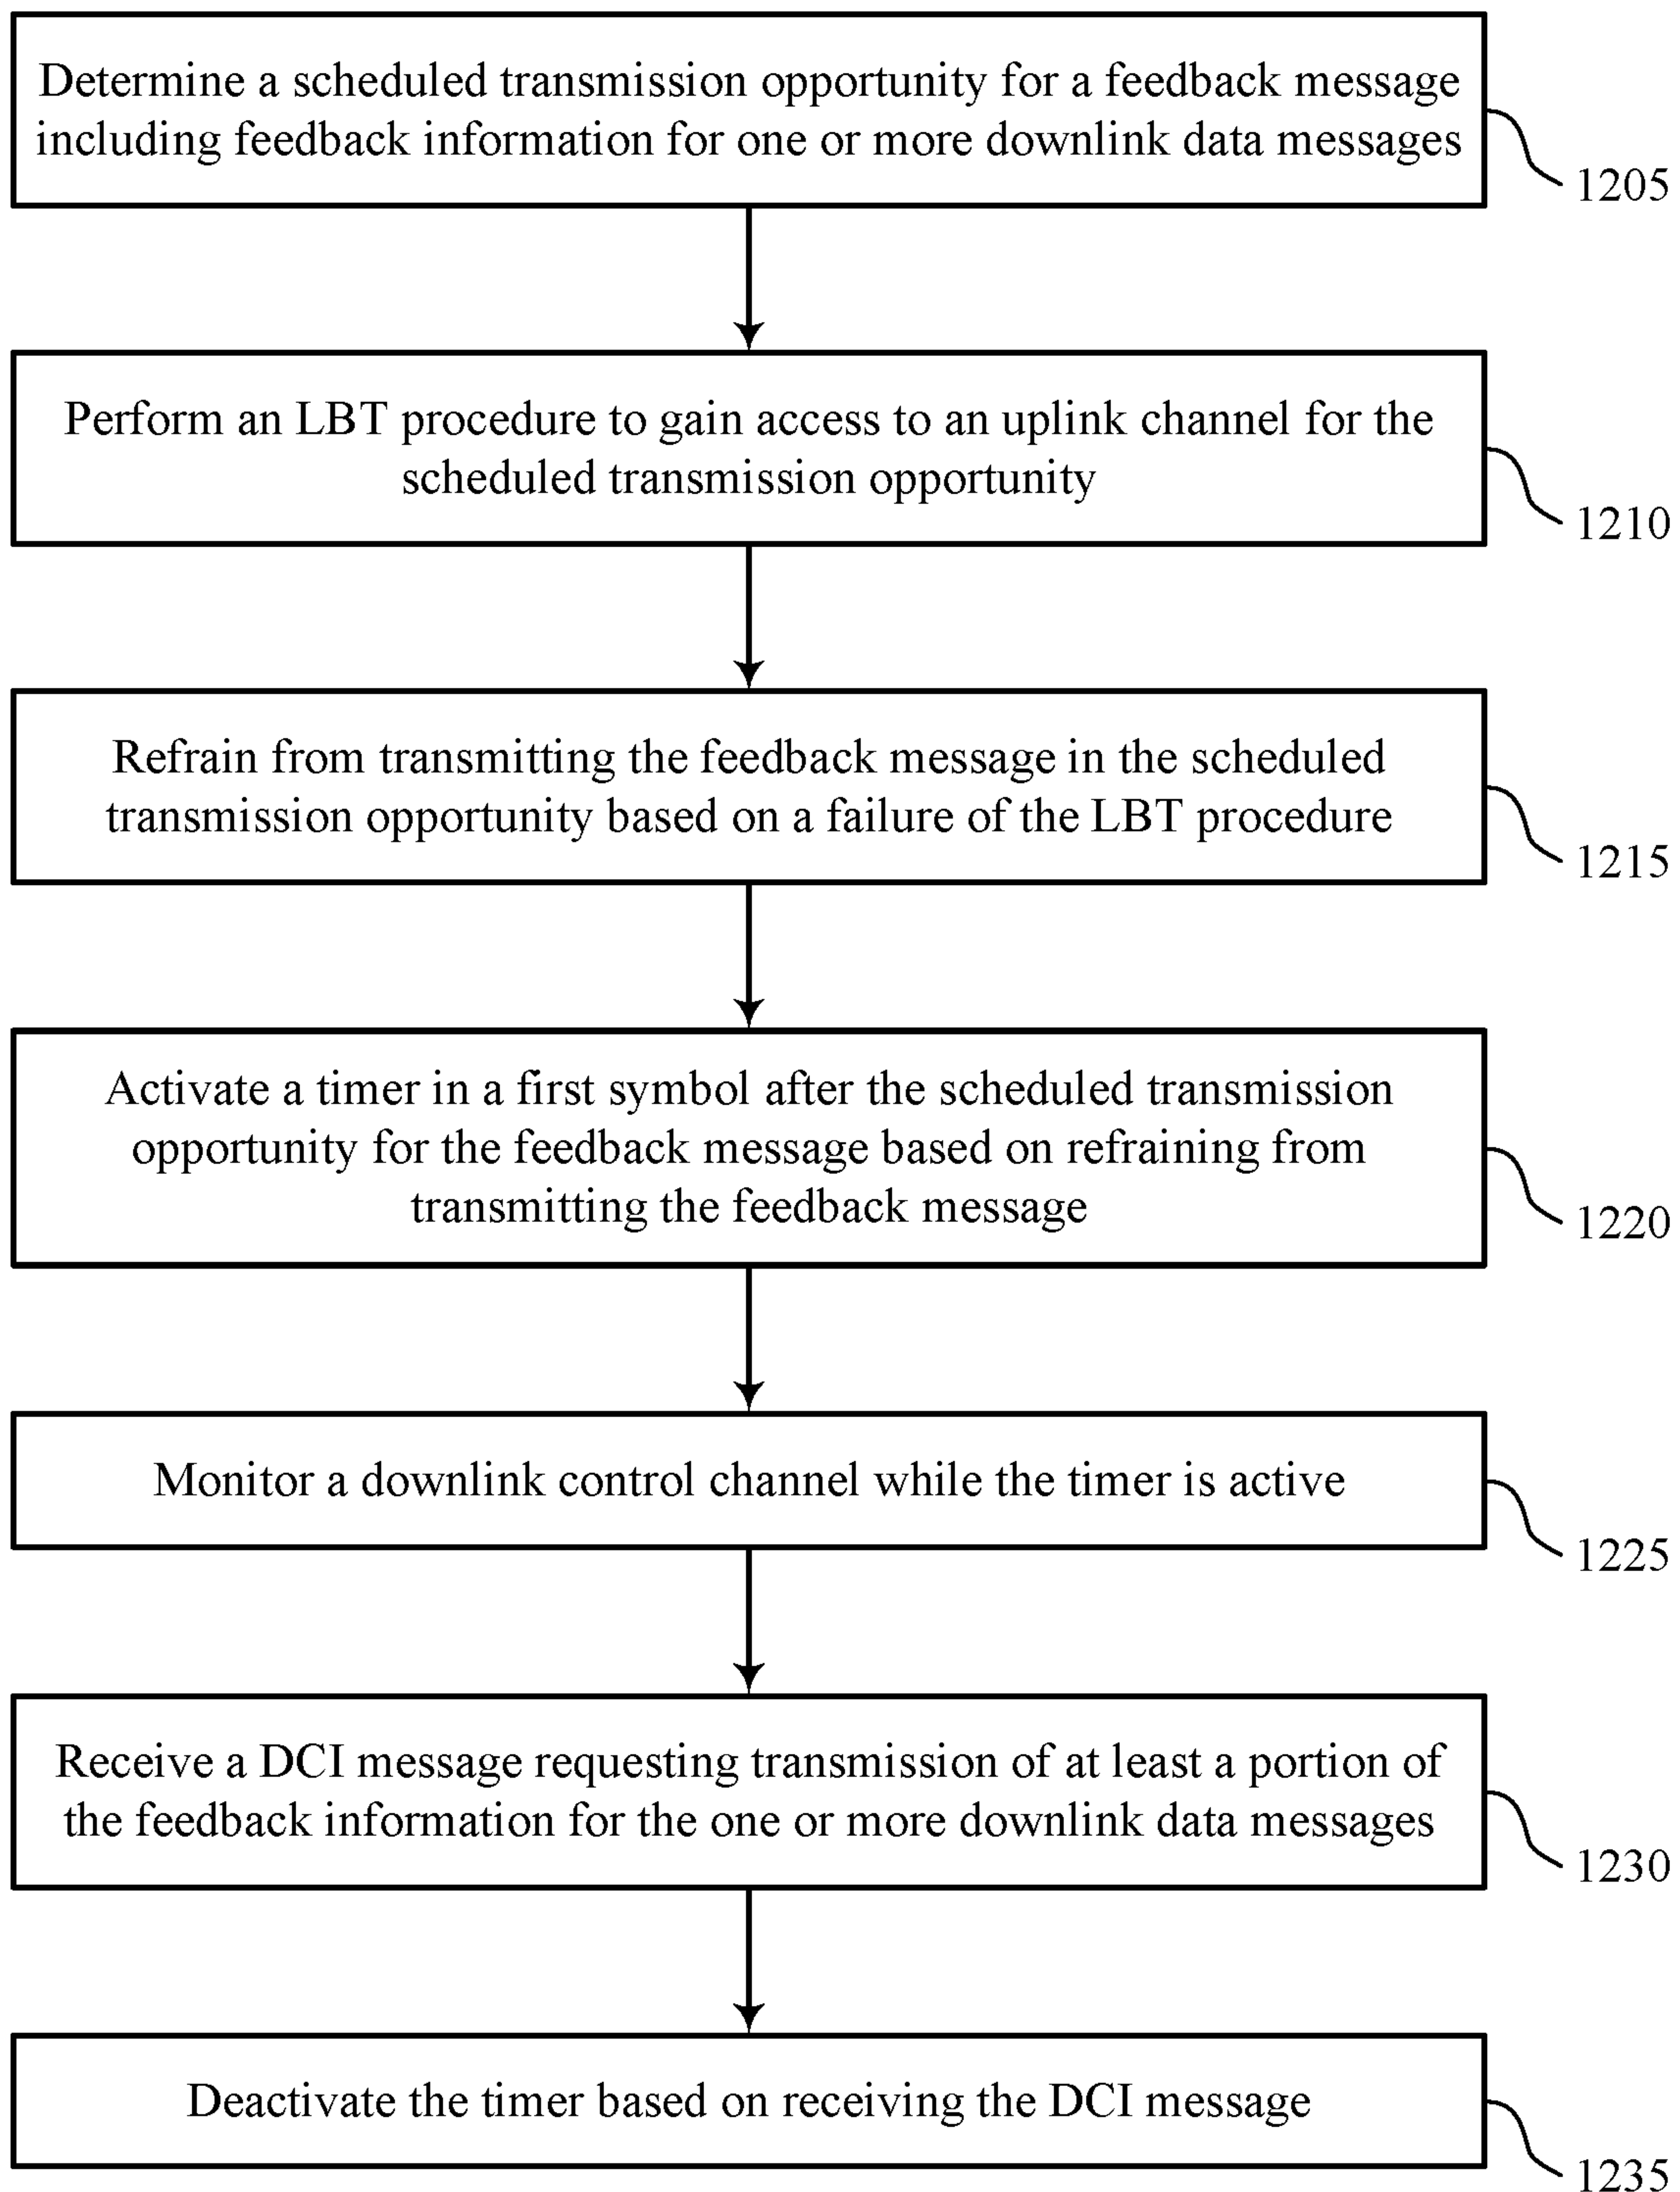 Determine a scheduled transmission opportunity for a feedback message
including feedback information for one or more downlink data messages
1205
Perform an LBT procedure to gain access to an uplink channel for the
scheduled transmission opportunity
1210
Refrain from transmitting the feedback message in the scheduled
transmission opportunity based on a failure of the LBT procedure
1215
Activate a timer in a first symbol after the scheduled transmission
opportunity for the feedback message based on refraining from
transmitting the feedback message
1220
Monitor a downlink control channel while the timer is active
1225
Receive a DCI message requesting transmission of at least a portion of
the feedback information for the one or more downlink data messages
1230
Deactivate the timer based on receiving the DCI message
1235